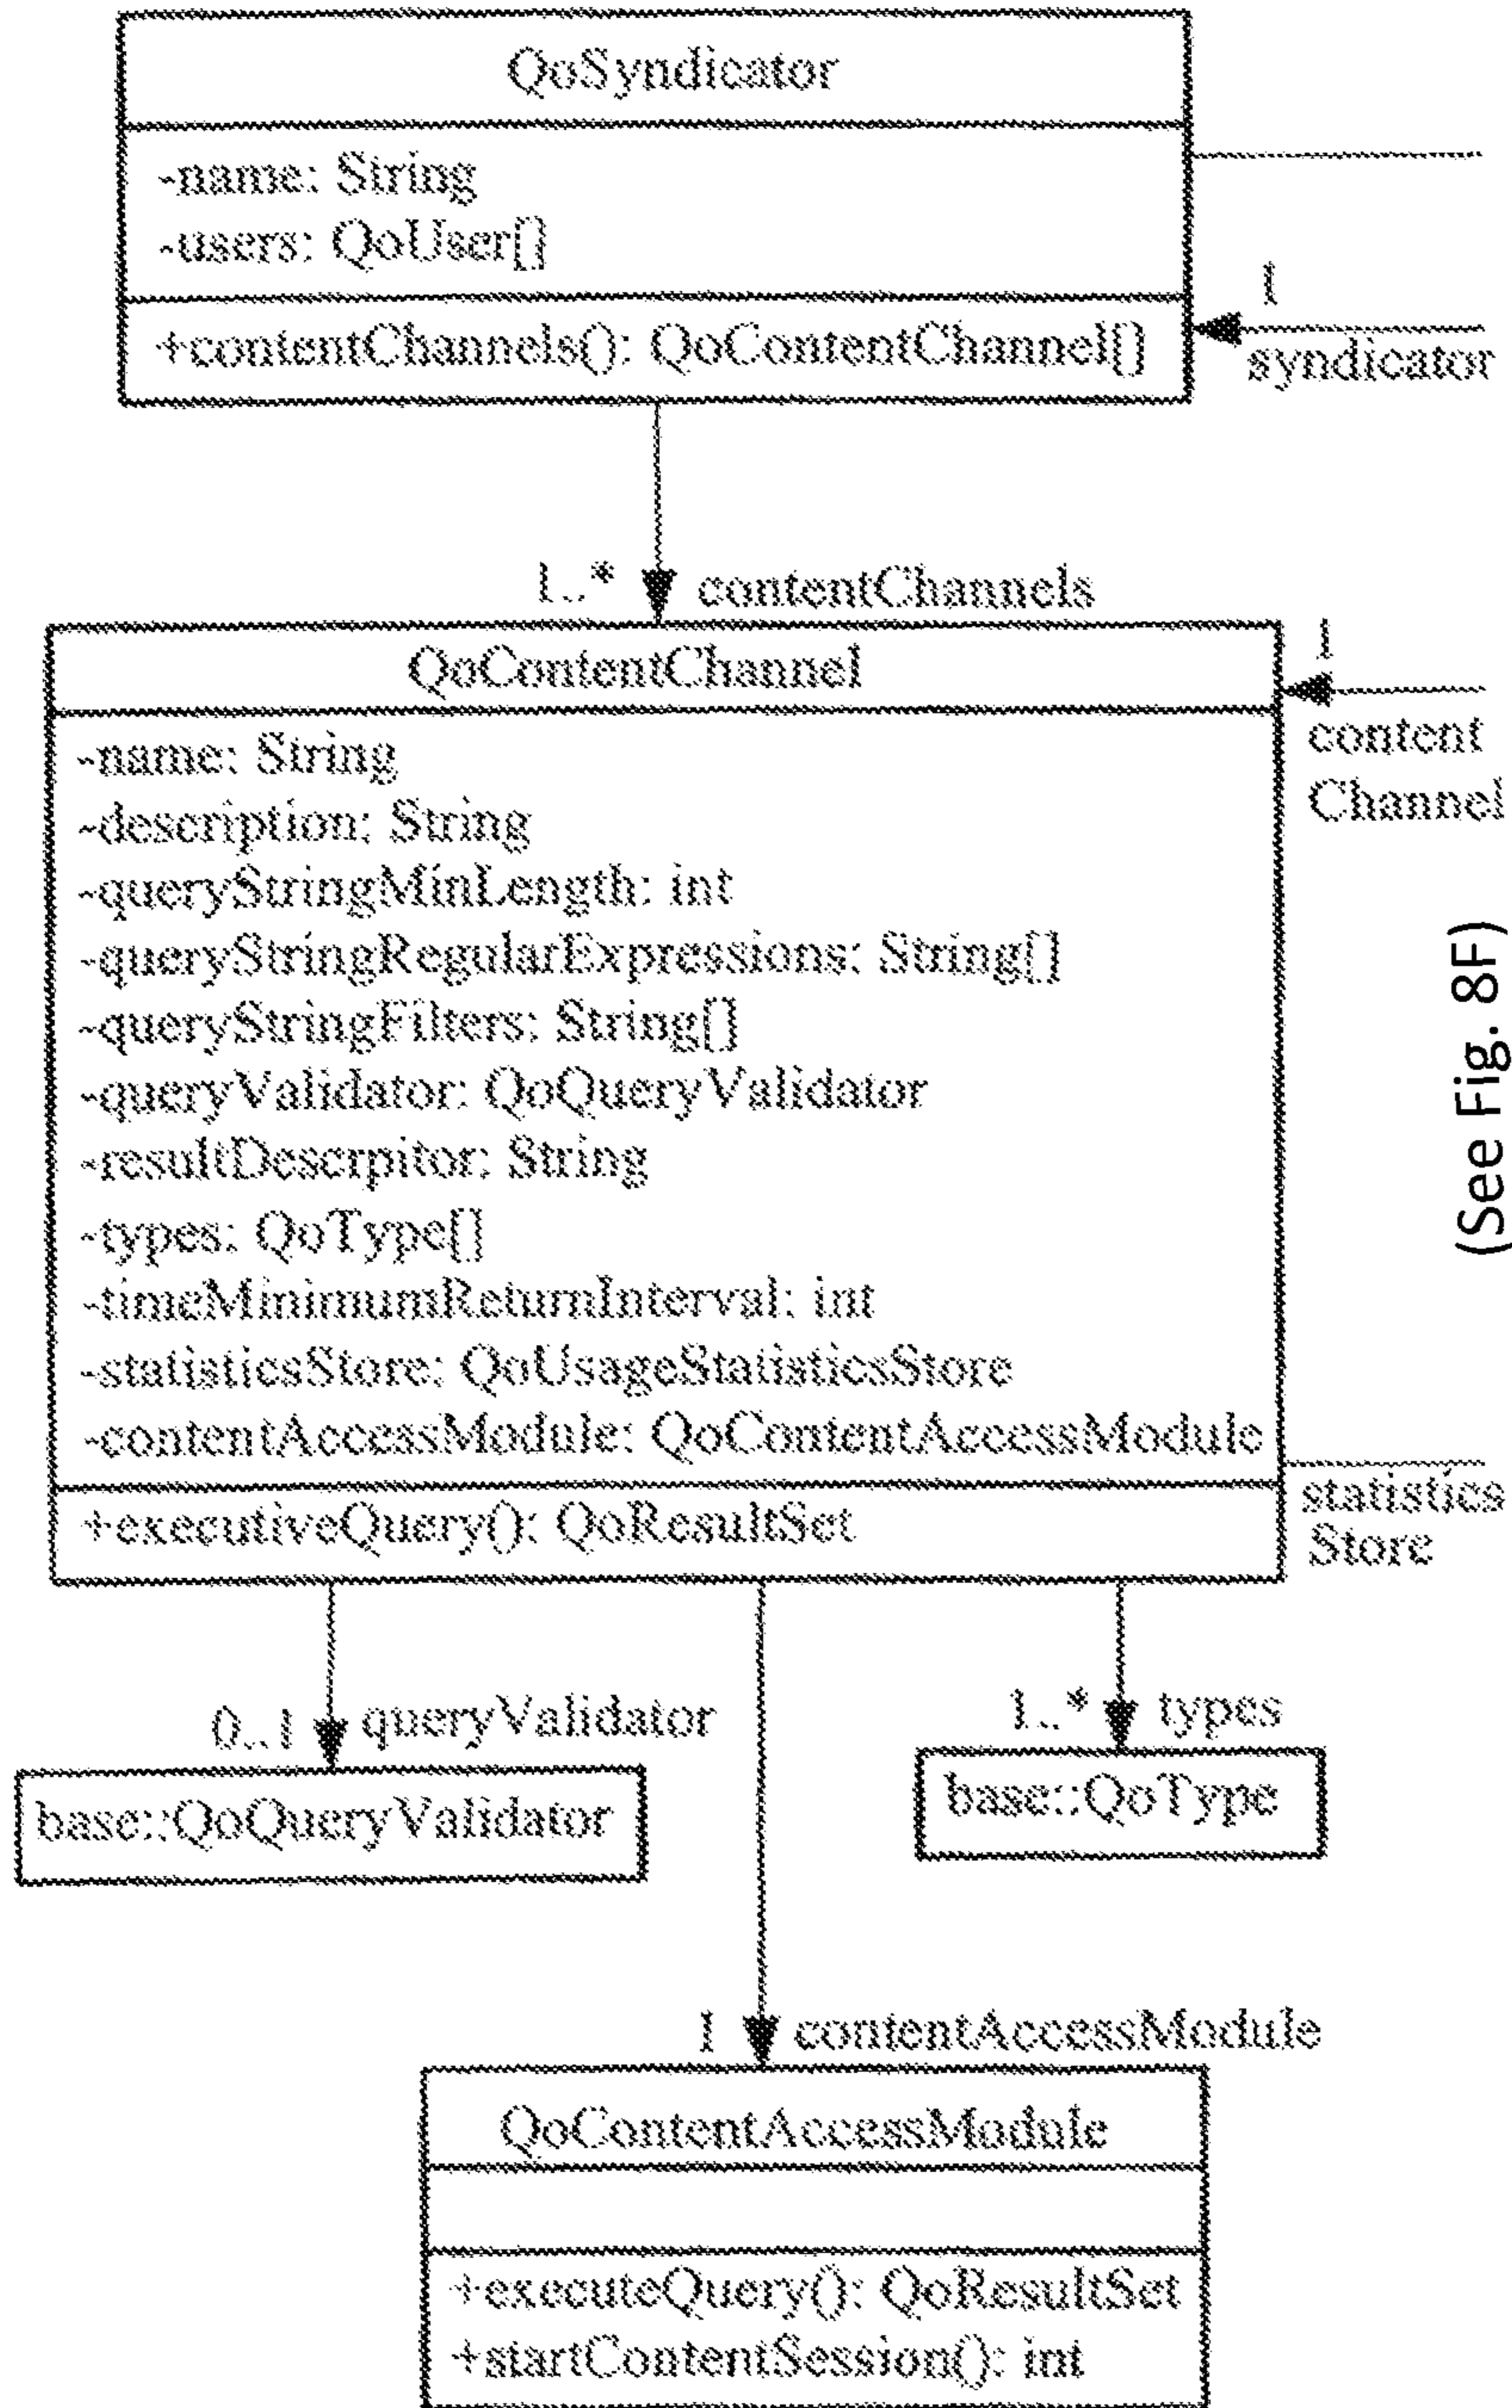 QoSyndicator
-name: String
-users: QoUser[]
+contentChannels(): QoContentChannel[]
1
syndicator
1..* contentChannels
QoContentChannel
-name: String
-description: String
-queryStringMinLength: int
-queryStringRegularExpressions: String[]
-queryStringFilters: String[]
-queryValidator: QoQueryValidator
-resultDescrpitor: String
-types: QoType[]
-timeMinimumReturnInterval: int
-statisticsStore: QoUsageStatisticsStore
-contentAccessModule: QoContentAccessModule
+executiveQuery(): QoResultSet
1
content
Channel
(See Fig. 8F)
statistics
Store
0..1 queryValidator
base::QoQueryValidator
1..* types
base::QoType
1 contentAccessModule
QoContentAccessModule
+executeQuery(): QoResultSet
+startContentSession(): int